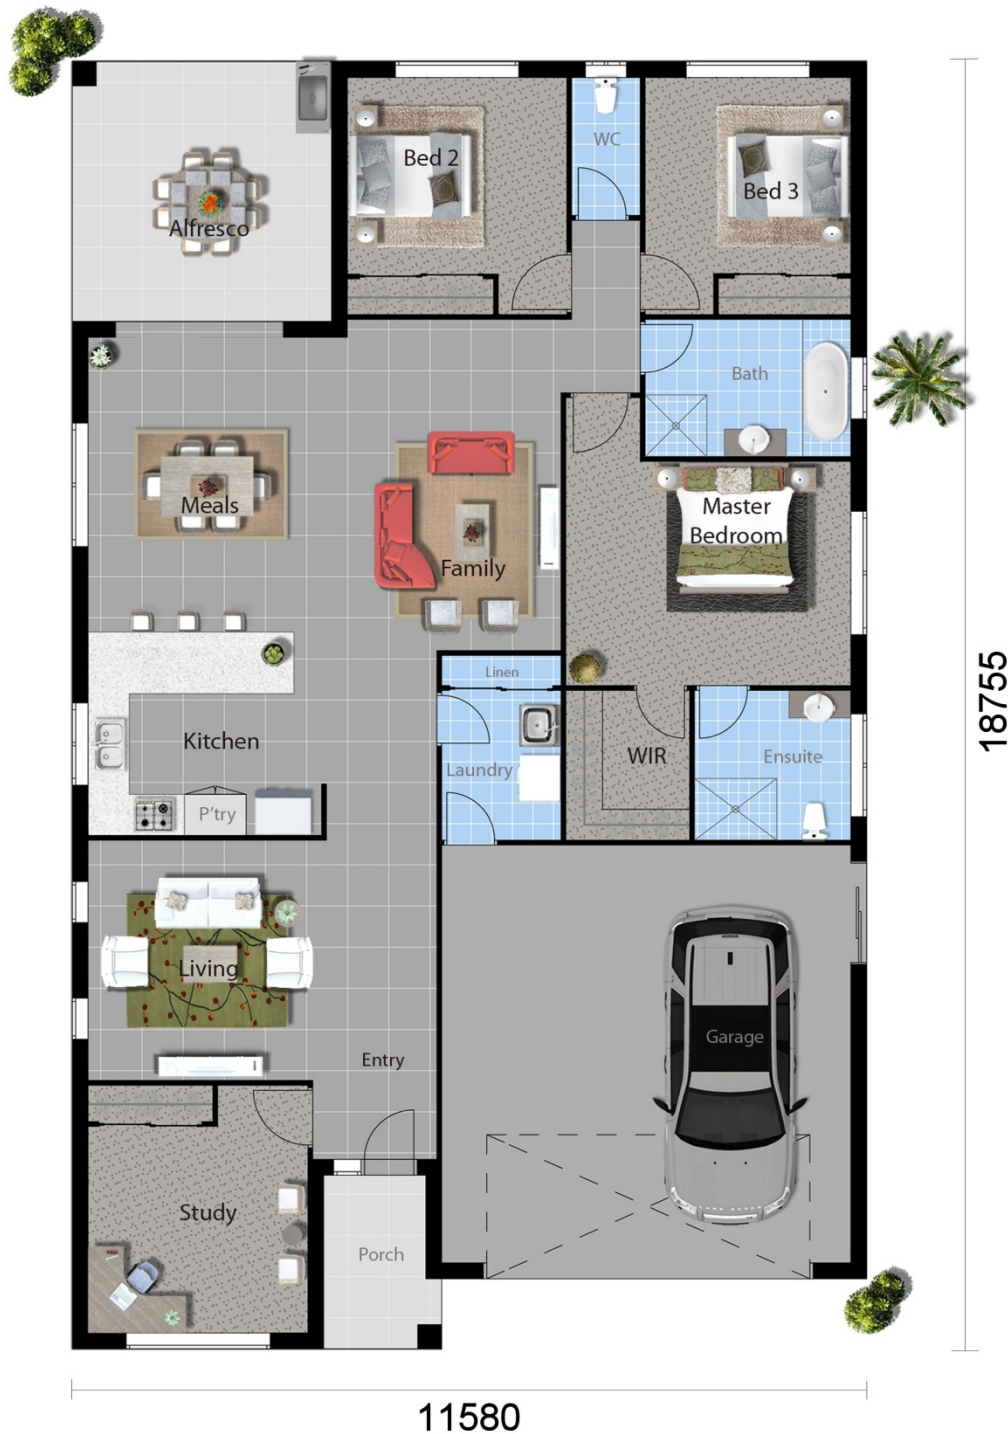 WC
Bed 2
Bed 3
Alfresco
Bath
Meals
Master
Bedroom
Family
Linen
Kitchen
WIR
Ensuite
Laundry
P'try
18755
Living
Garage
Entry
Study
Porch
11580